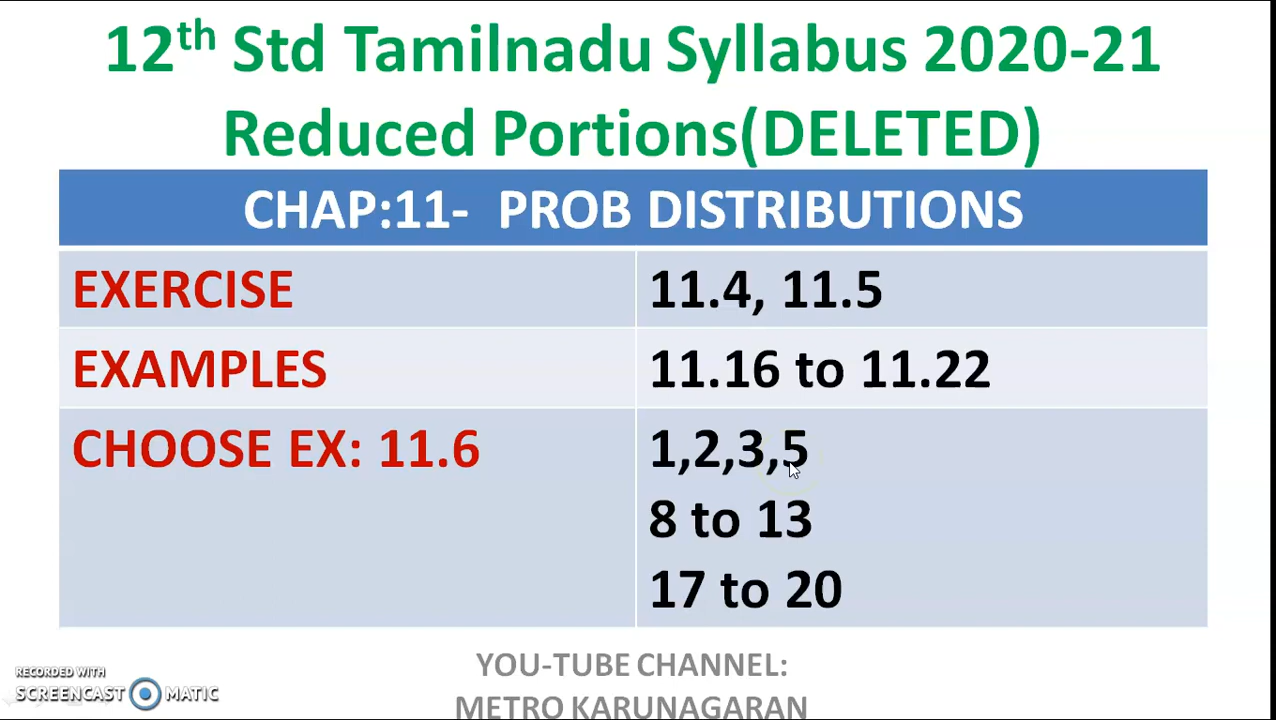 12th Std Tamilnadu Syllabus 2020-21
Reduced Portions(DELETED)
CHAP:11- PROB DISTRIBUTIONS
EXERCISE 11.4, 11.5
EXAMPLES 11.16 to 11.22
CHOOSE EX: 11.6 1,2,3,5
8 to 13
17 to 20
YOU-TUBE CHANNEL:
METRO KARUNAGARAN
RECORDED WITH
SCREENCAST MATIC